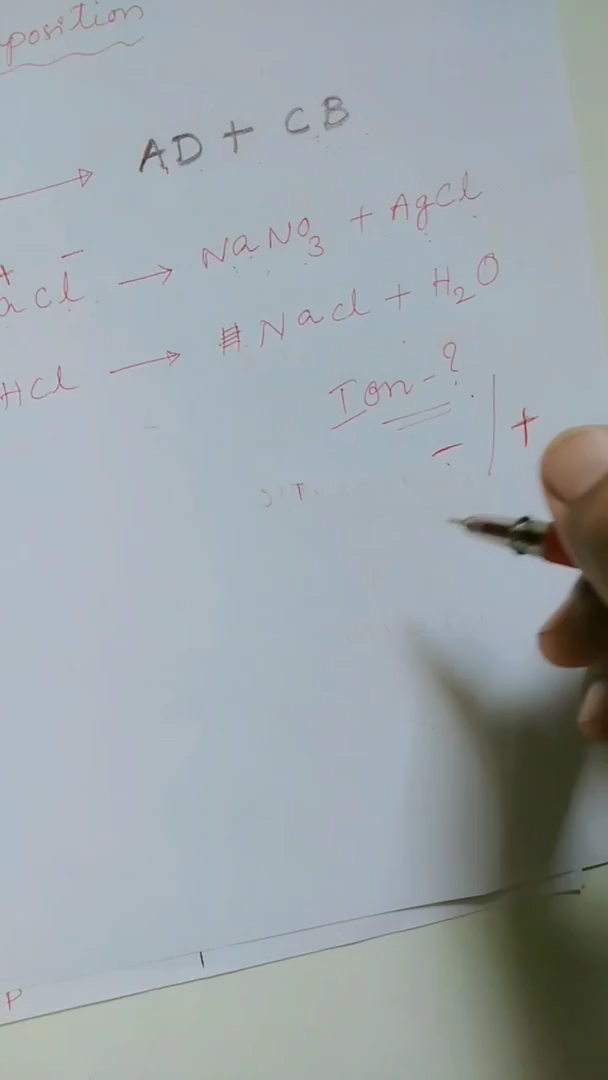 position
→ AD + CB
aCl → NaNO3 + AgCl
HCl → Nacl + H2O
Ion - ?
- | +
P